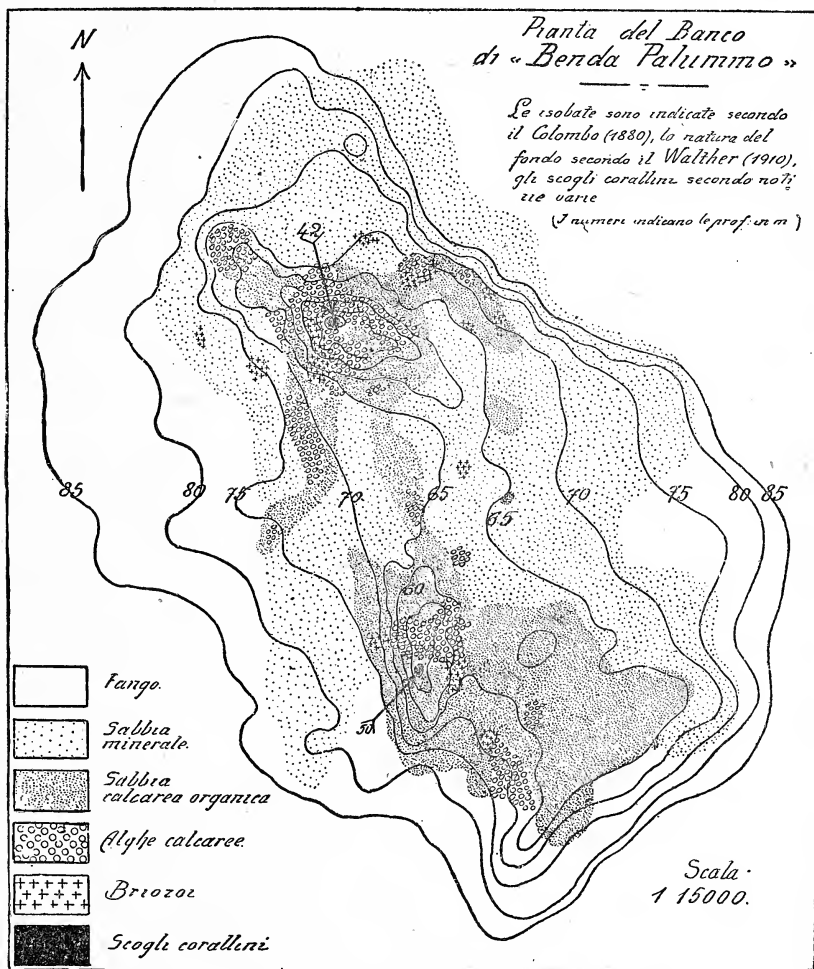 N
Pianta del Banco
di « Benda Palummo »
Le isobate sono indicate secondo
il Colombo (1880), la natura del
fondo secondo il Walther (1910),
gli scogli corallini secondo noti
zie varie
(I numeri indicano le prof. in m)
42
85 80 75 70 65 65 70 75 80 85
60
50
Fango.
Sabbia
minerale.
Sabbia
calcarea organica
Alghe calcaree.
Briozoi
Scogli corallini
Scala.
1 15000.